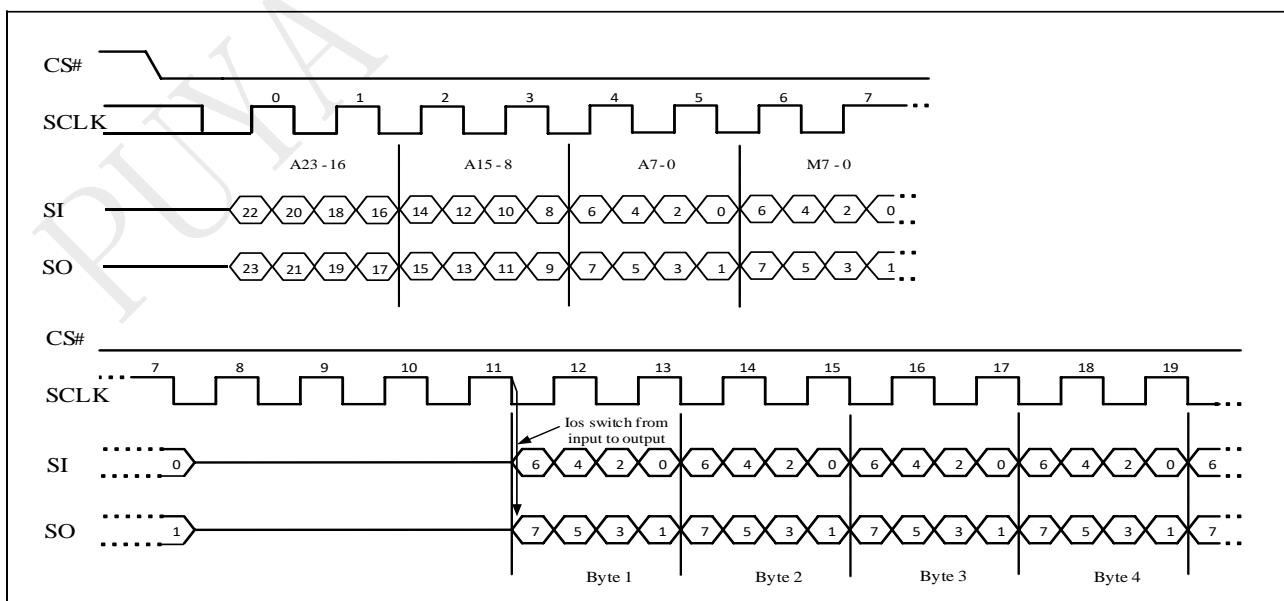 PUYA
CS#
0 1 2 3 4 5 6 7
SCLK
A23-16 A15-8 A7-0 M7-0
SI 22 20 18 16 14 12 10 8 6 4 2 0 6 4 2 0
SO 23 21 19 17 15 13 11 9 7 5 3 1 7 5 3 1
CS#
7 8 9 10 11 12 13 14 15 16 17 18 19
SCLK
Ios switch from
input to output
SI 0 6 4 2 0 6 4 2 0 6 4 2 0 6 4 2 0 6
SO 1 7 5 3 1 7 5 3 1 7 5 3 1 7 5 3 1 7
Byte 1 Byte 2 Byte 3 Byte 4